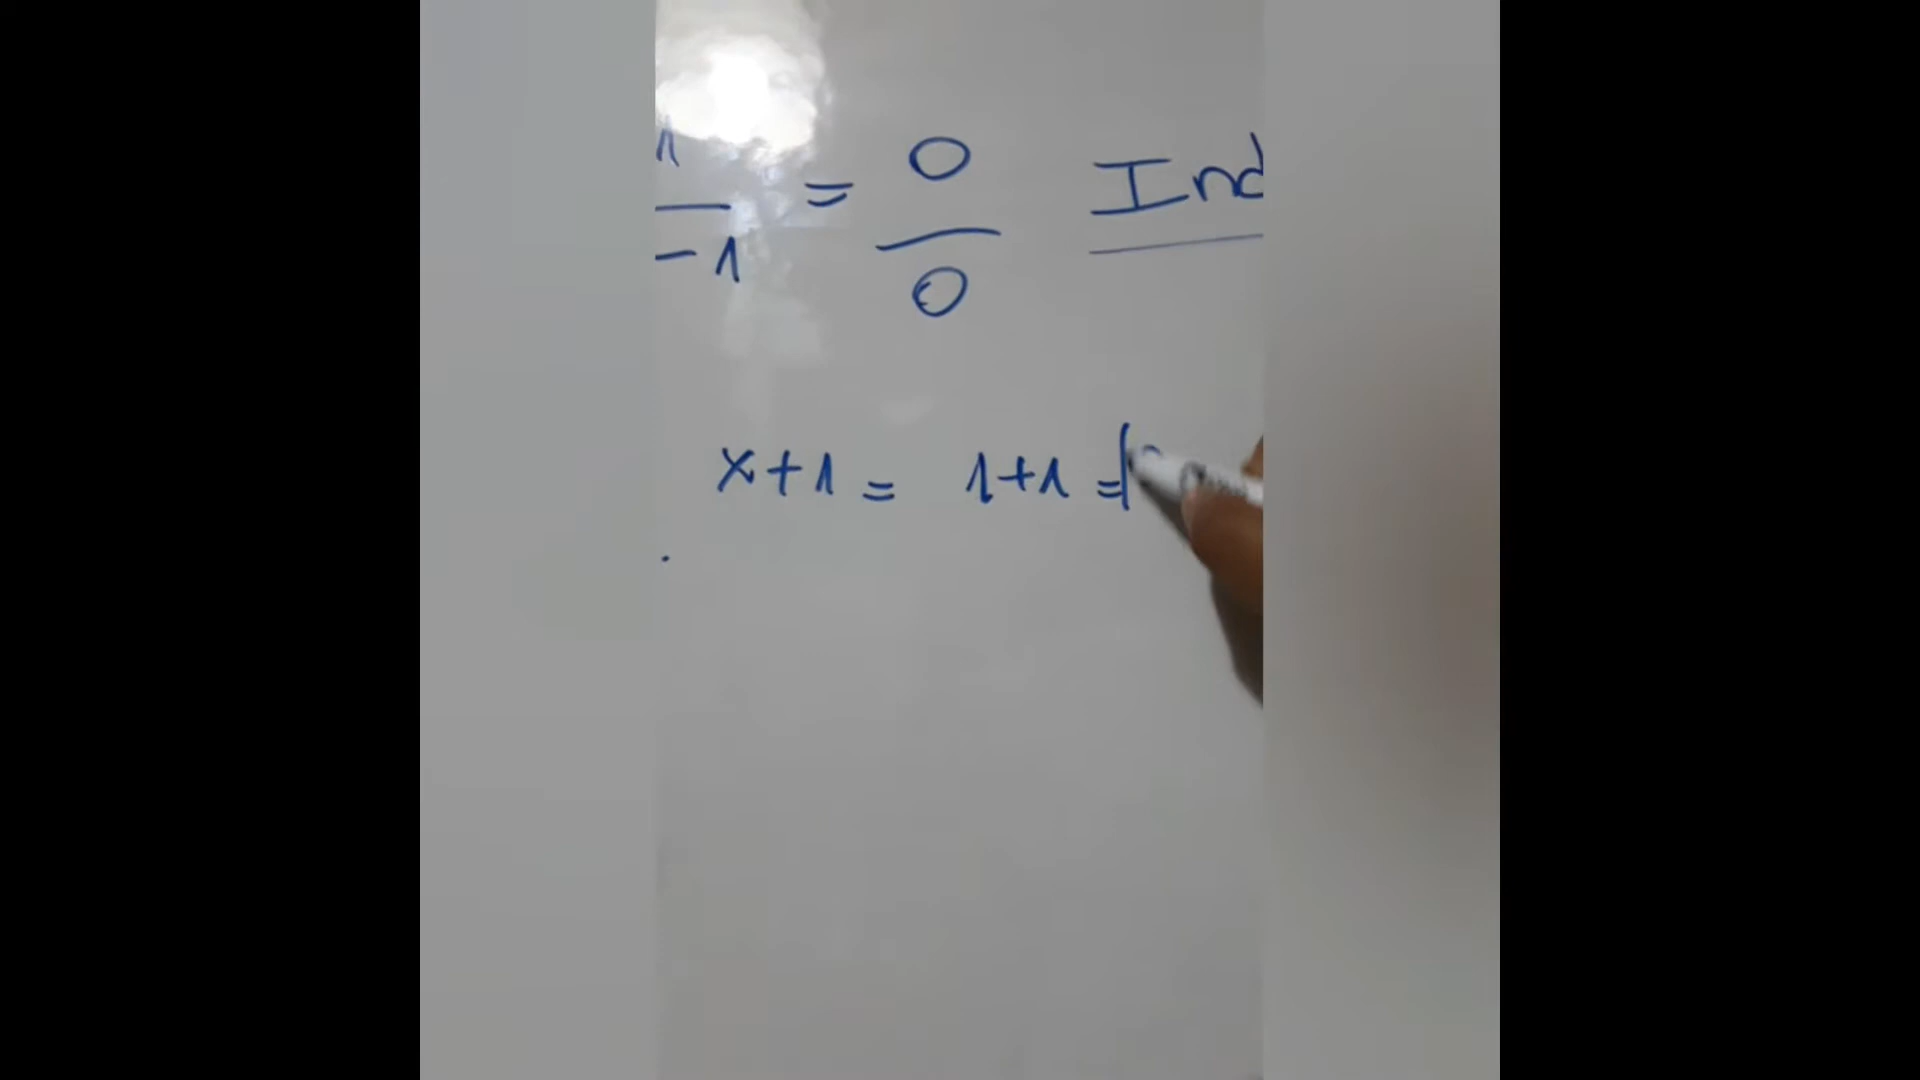 1
— = 0/0 Ind
-1
x+1 = 1+1 =